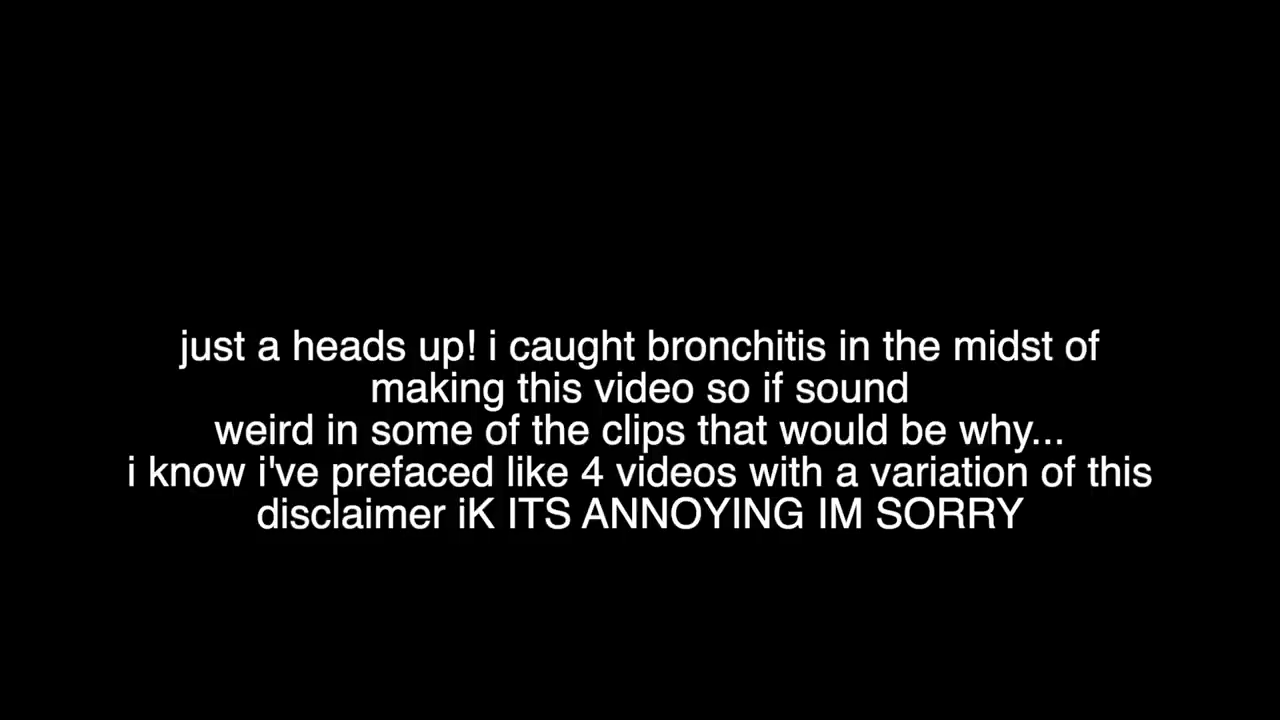 just a heads up! i caught bronchitis in the midst of
making this video so if sound
weird in some of the clips that would be why...
i know i've prefaced like 4 videos with a variation of this
disclaimer iK ITS ANNOYING IM SORRY